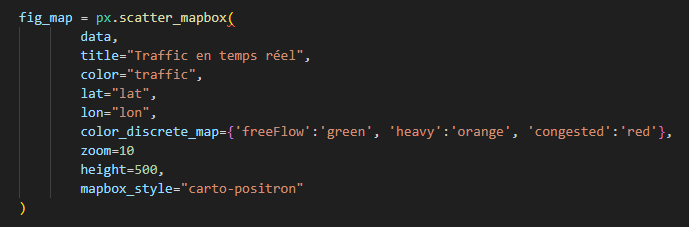 fig_map = px.scatter_mapbox(
data,
title="Traffic en temps réel",
color="traffic",
lat="lat",
lon="lon",
color_discrete_map={'freeFlow':'green', 'heavy':'orange', 'congested':'red'},
zoom=10
height=500,
mapbox_style="carto-positron"
)